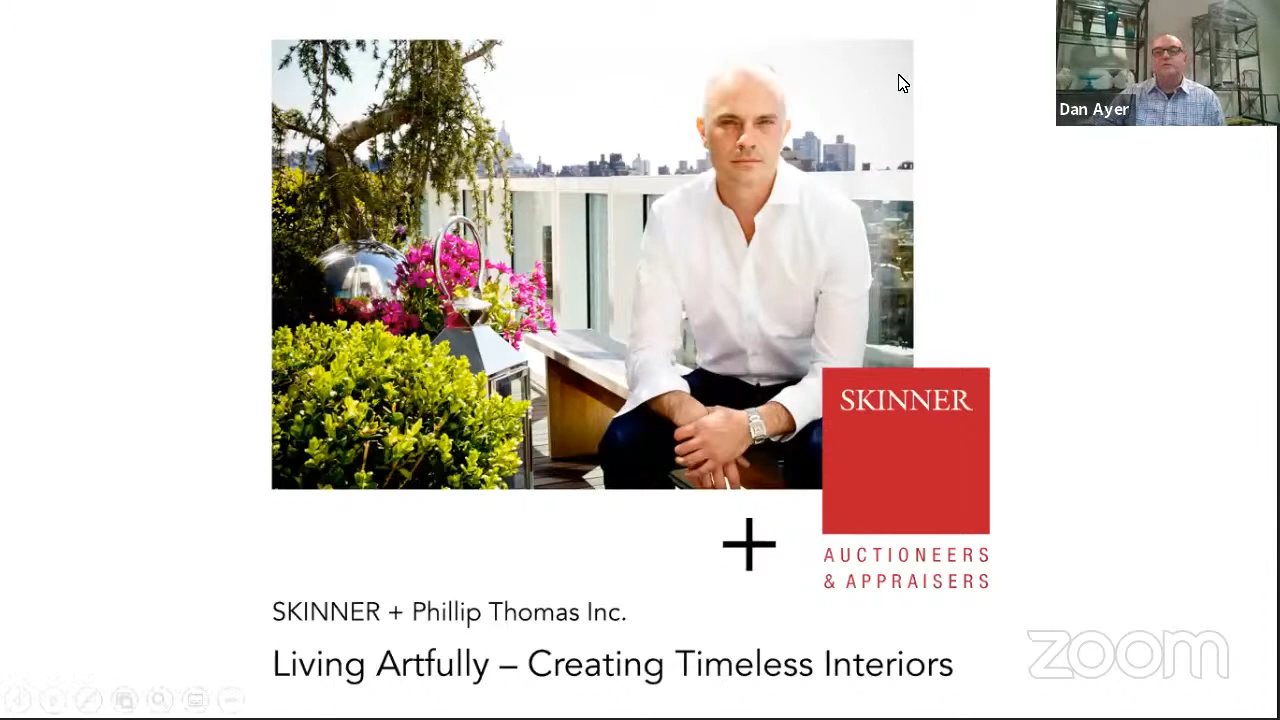 Dan Ayer
SKINNER
AUCTIONEERS
& APPRAISERS
SKINNER + Phillip Thomas Inc.
Living Artfully – Creating Timeless Interiors
zoom